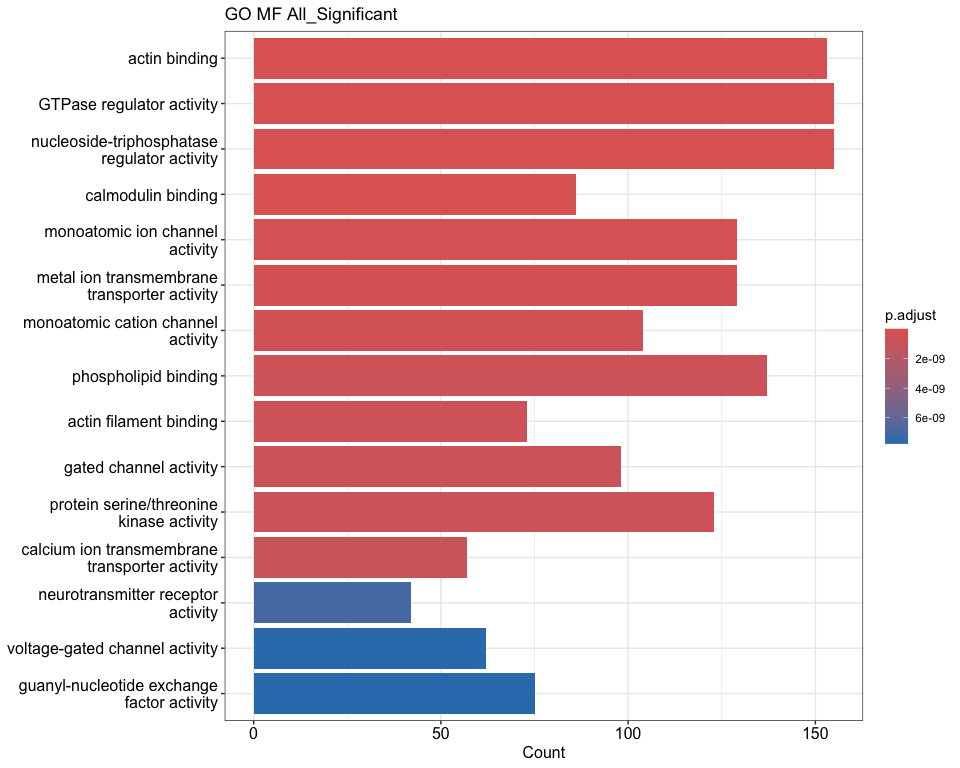 GO MF All_Significant
actin binding
GTPase regulator activity
nucleoside-triphosphatase
regulator activity
calmodulin binding
monoatomic ion channel
activity
metal ion transmembrane
transporter activity
monoatomic cation channel
activity
phospholipid binding
actin filament binding
gated channel activity
protein serine/threonine
kinase activity
calcium ion transmembrane
transporter activity
neurotransmitter receptor
activity
voltage-gated channel activity
guanyl-nucleotide exchange
factor activity
0 50 100 150
Count
p.adjust
2e-09
4e-09
6e-09